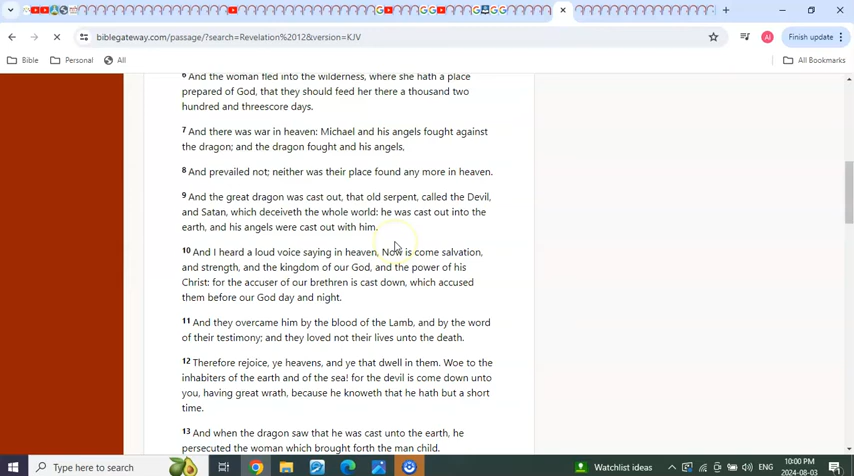 biblegateway.com/passage/?search=Revelation%2012&version=KJV
AI
Finish update
Bible
Personal
All
All Bookmarks
6 And the woman fled into the wilderness, where she hath a place
prepared of God, that they should feed her there a thousand two
hundred and threescore days.
7 And there was war in heaven: Michael and his angels fought against
the dragon; and the dragon fought and his angels,
8 And prevailed not; neither was their place found any more in heaven.
9 And the great dragon was cast out, that old serpent, called the Devil,
and Satan, which deceiveth the whole world: he was cast out into the
earth, and his angels were cast out with him.
10 And I heard a loud voice saying in heaven, Now is come salvation,
and strength, and the kingdom of our God, and the power of his
Christ: for the accuser of our brethren is cast down, which accused
them before our God day and night.
11 And they overcame him by the blood of the Lamb, and by the word
of their testimony; and they loved not their lives unto the death.
12 Therefore rejoice, ye heavens, and ye that dwell in them. Woe to the
inhabiters of the earth and of the sea! for the devil is come down unto
you, having great wrath, because he knoweth that he hath but a short
time.
13 And when the dragon saw that he was cast unto the earth, he
persecuted the woman which brought forth the man child.
Type here to search
Watchlist ideas
ENG
10:00 PM
2024-08-03